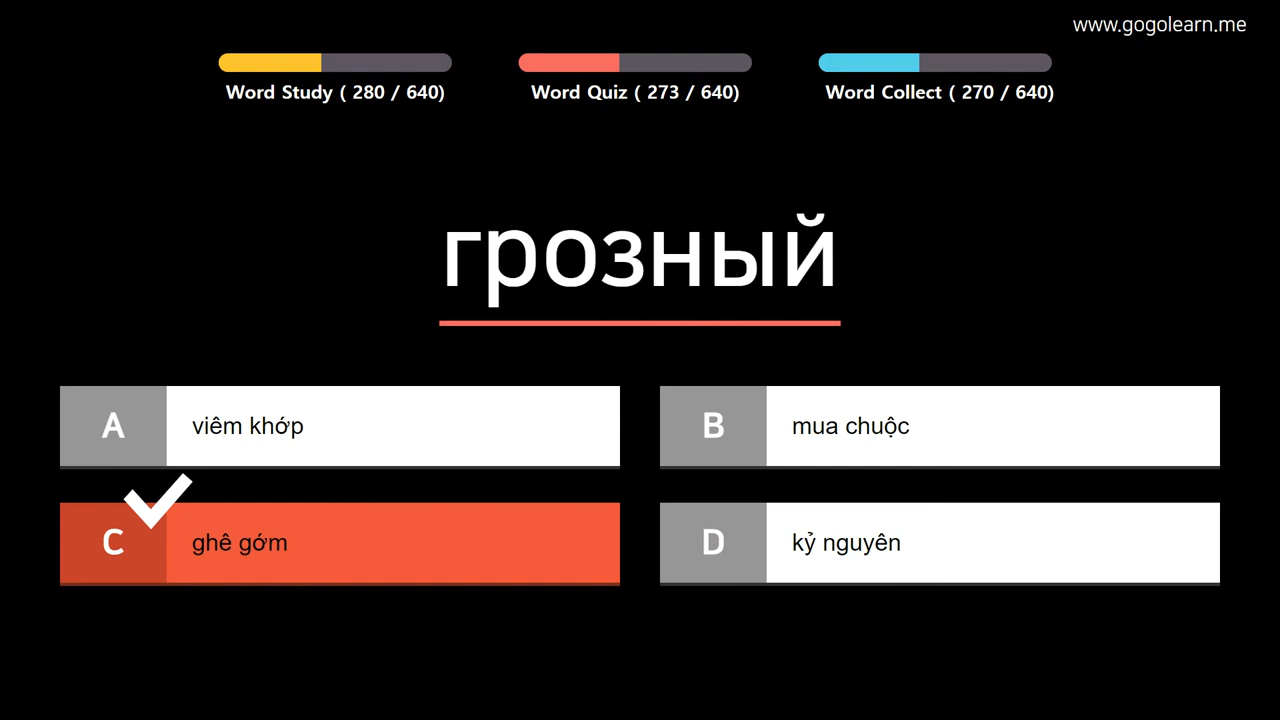 www.gogolearn.me
Word Study ( 280 / 640)
Word Quiz ( 273 / 640)
Word Collect ( 270 / 640)
грозный
A
viêm khớp
B
mua chuộc
C
ghê gớm
D
kỷ nguyên